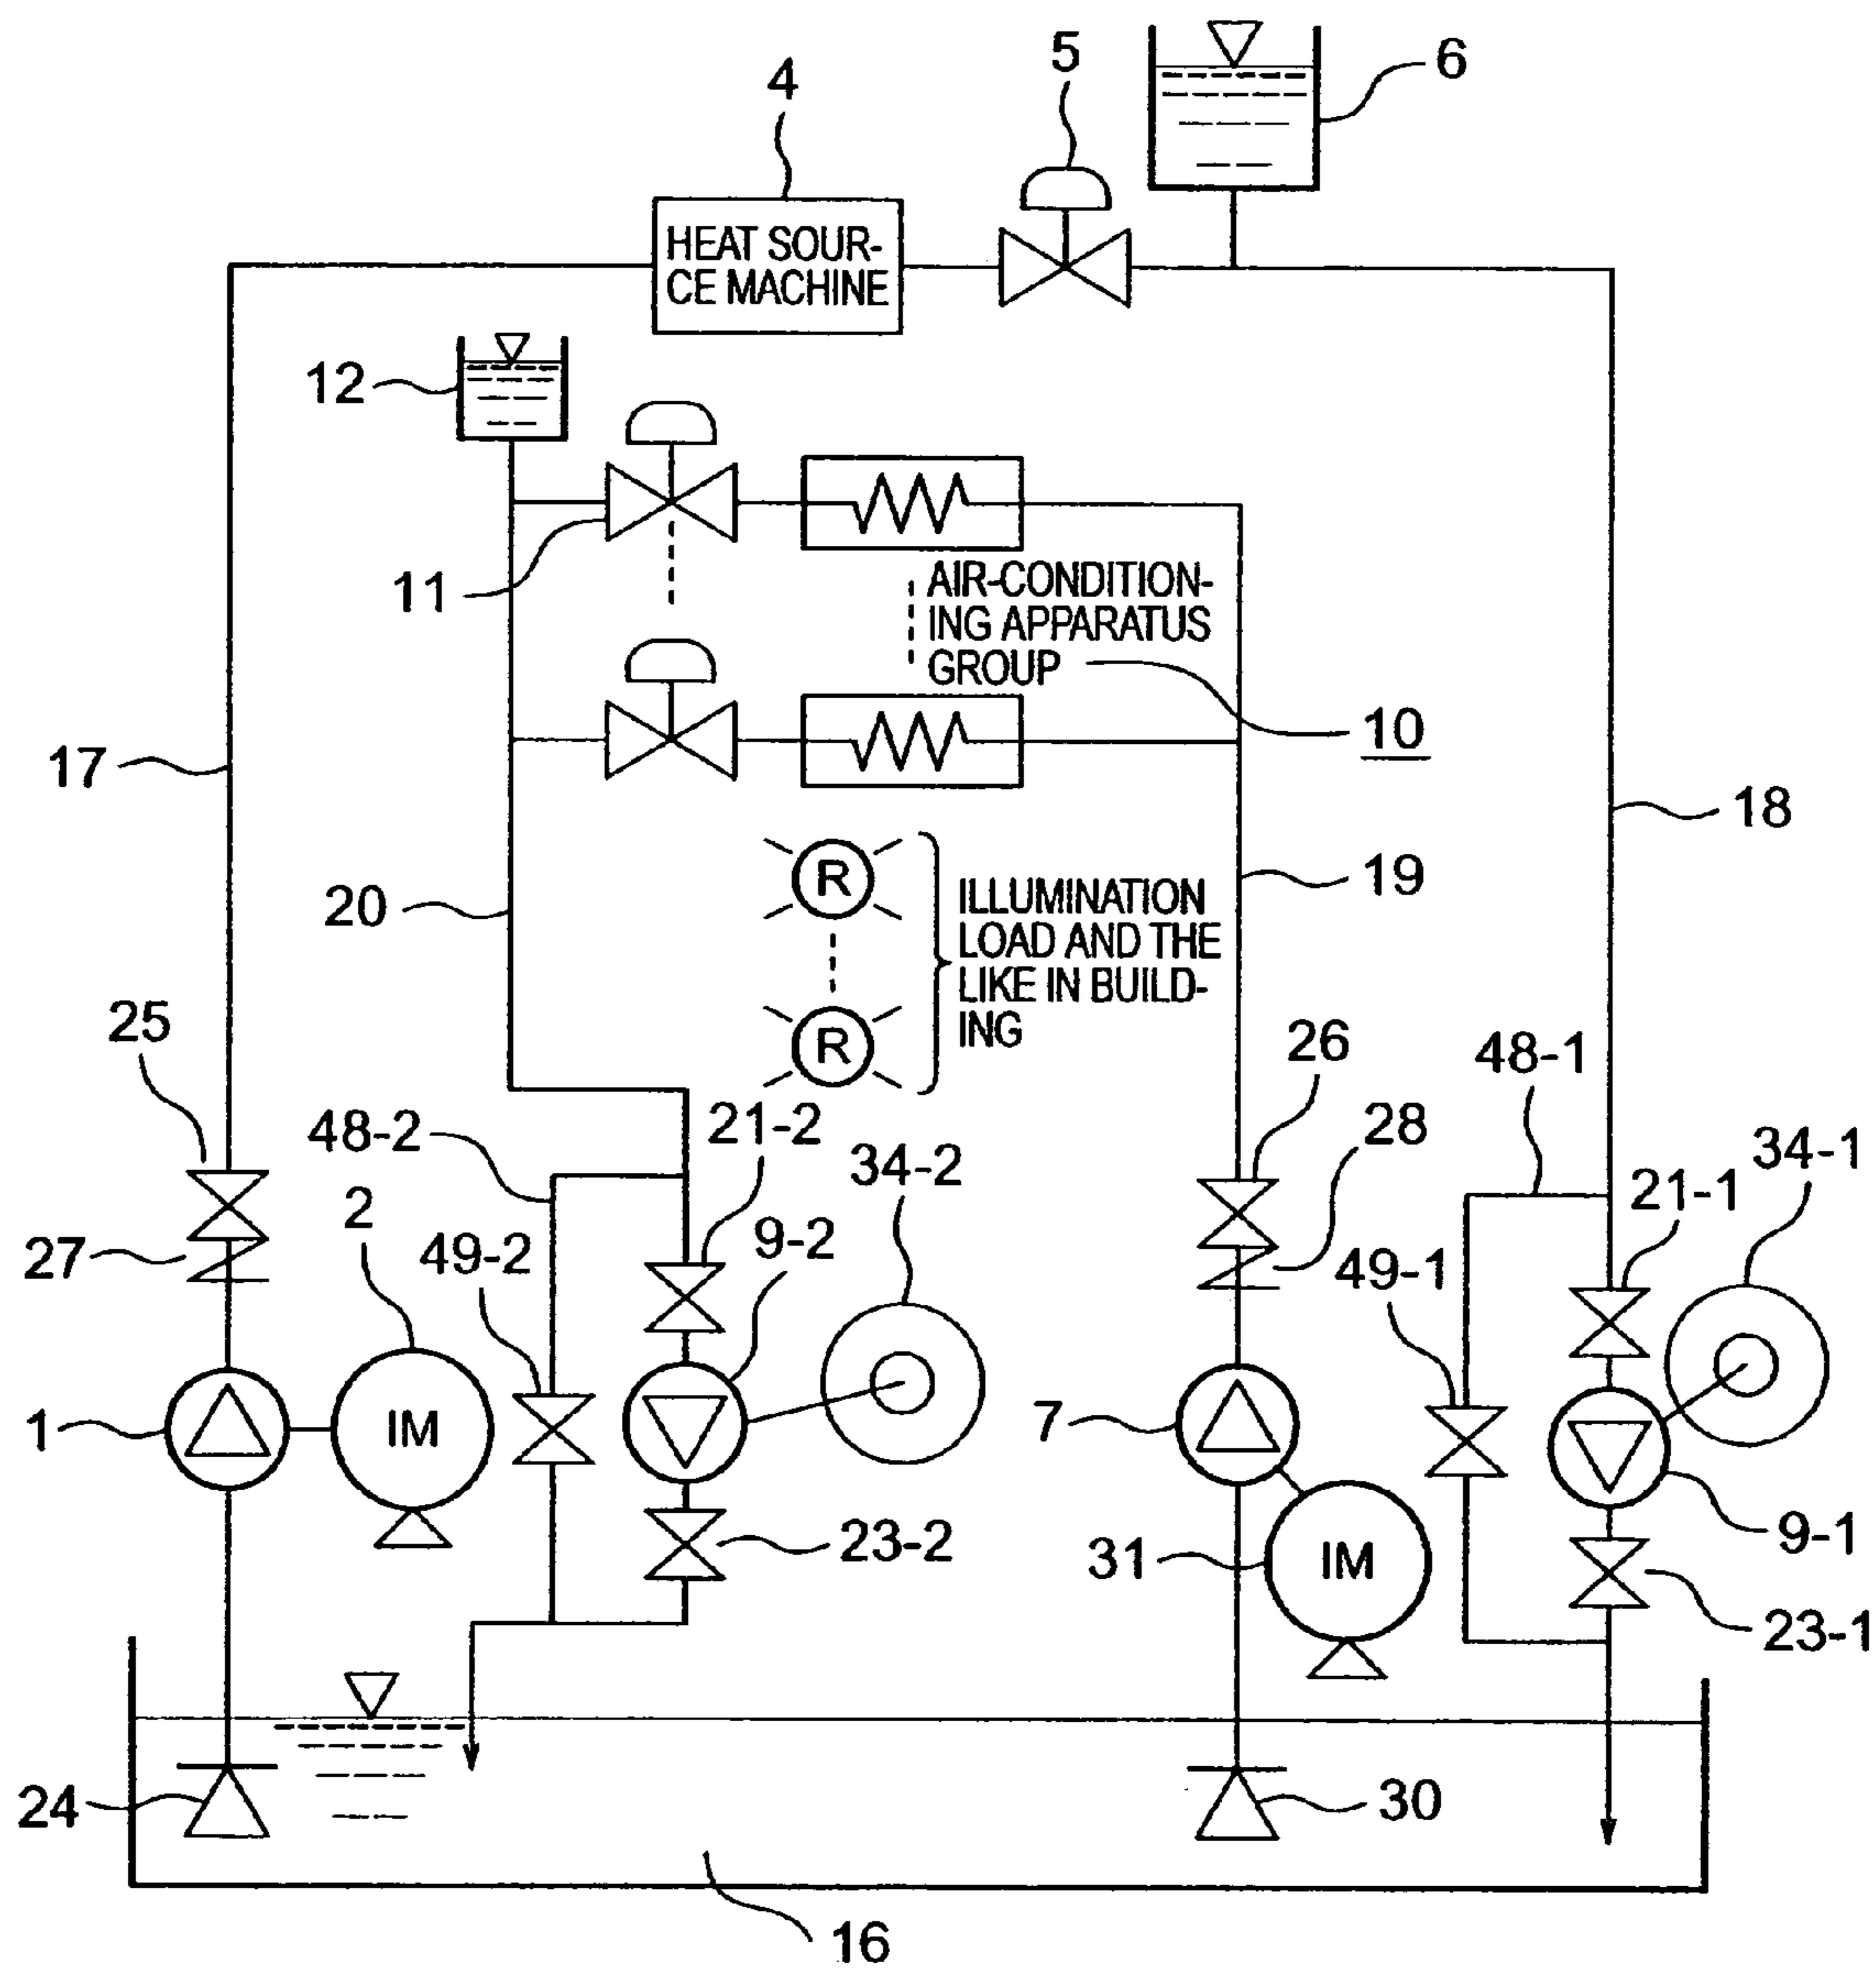 5
6
4
HEAT SOUR-
CE MACHINE
12
11
AIR-CONDITION-
ING APPARATUS
GROUP
10
17
18
19
20
R
ILLUMINATION
LOAD AND THE
LIKE IN BUILD-
ING
R
25
26
48-1
48-2
21-2
28
34-1
34-2
21-1
2
27
9-2
49-2
49-1
1
IM
7
23-2
9-1
31
IM
23-1
24
30
16